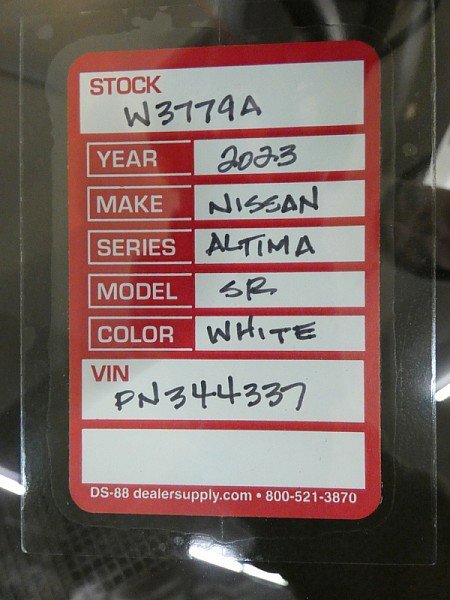 STOCK
W3779A
YEAR 2023
MAKE NISSAN
SERIES ALTIMA
MODEL SR
COLOR WHITE
VIN
PN344337
DS-88 dealersupply.com • 800-521-3870